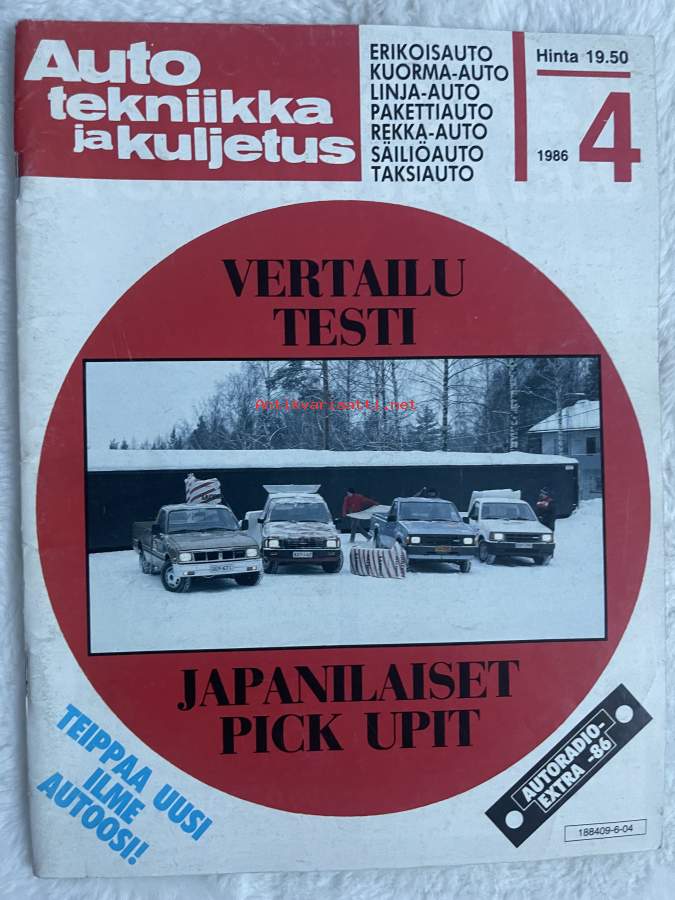 Auto
tekniikka
ja kuljetus
ERIKOISAUTO
KUORMA-AUTO
LINJA-AUTO
PAKETTIAUTO
REKKA-AUTO
SÄILIÖAUTO
TAKSIAUTO
Hinta 19.50
1986 4
VERTAILU
TESTI
Antikvariaatti.net
JAPANILAISET
PICK UPIT
TEIPPAA UUSI
ILME
AUTOOSI!
AUTORADIO-
EXTRA -86
188409-6-04